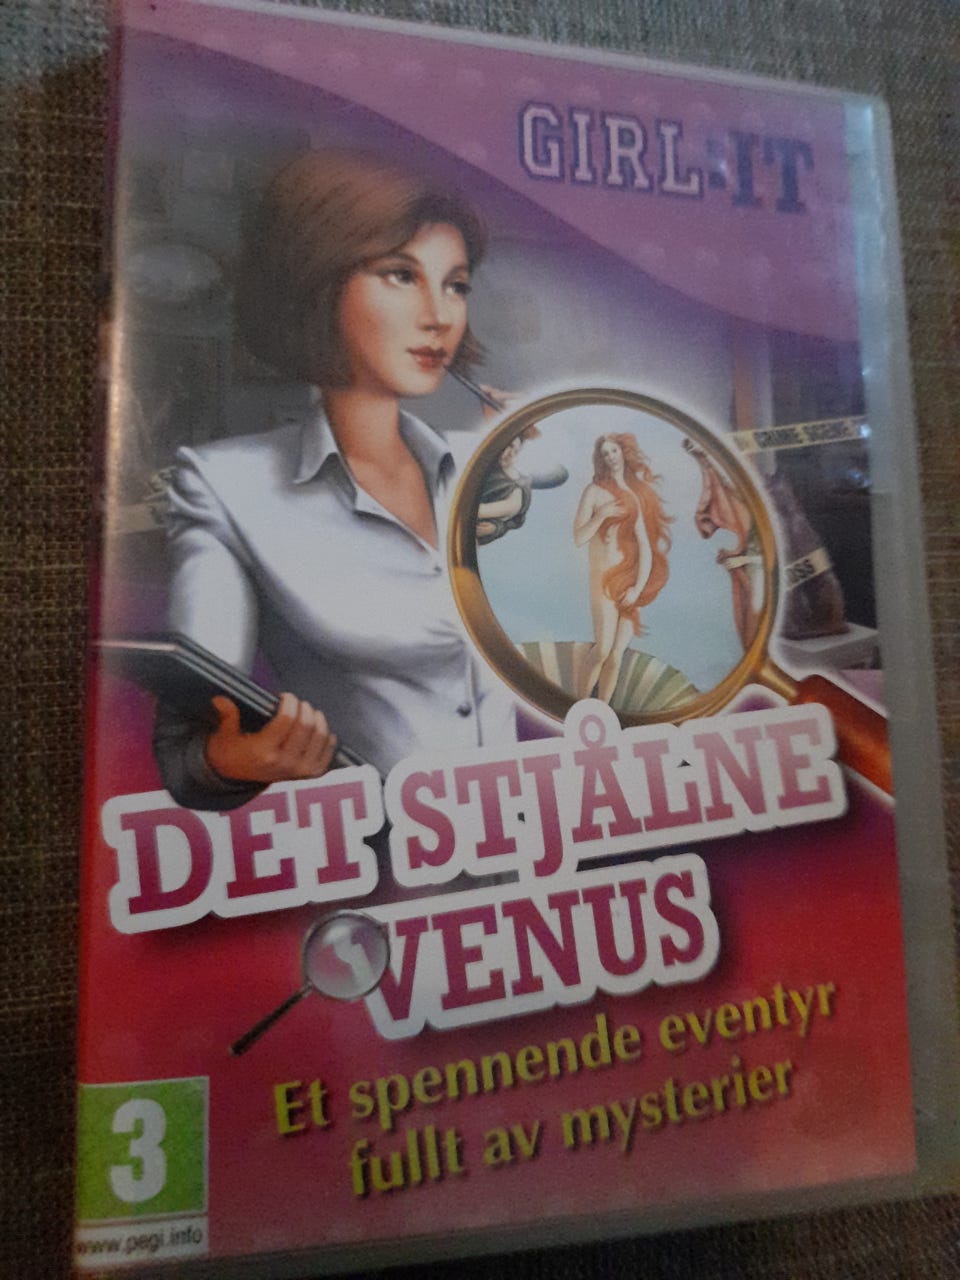 GIRL:IT
CRIME SCENE
DET STJÅLNE
VENUS
Et spennende eventyr
fullt av mysterier
3
www.pegi.info